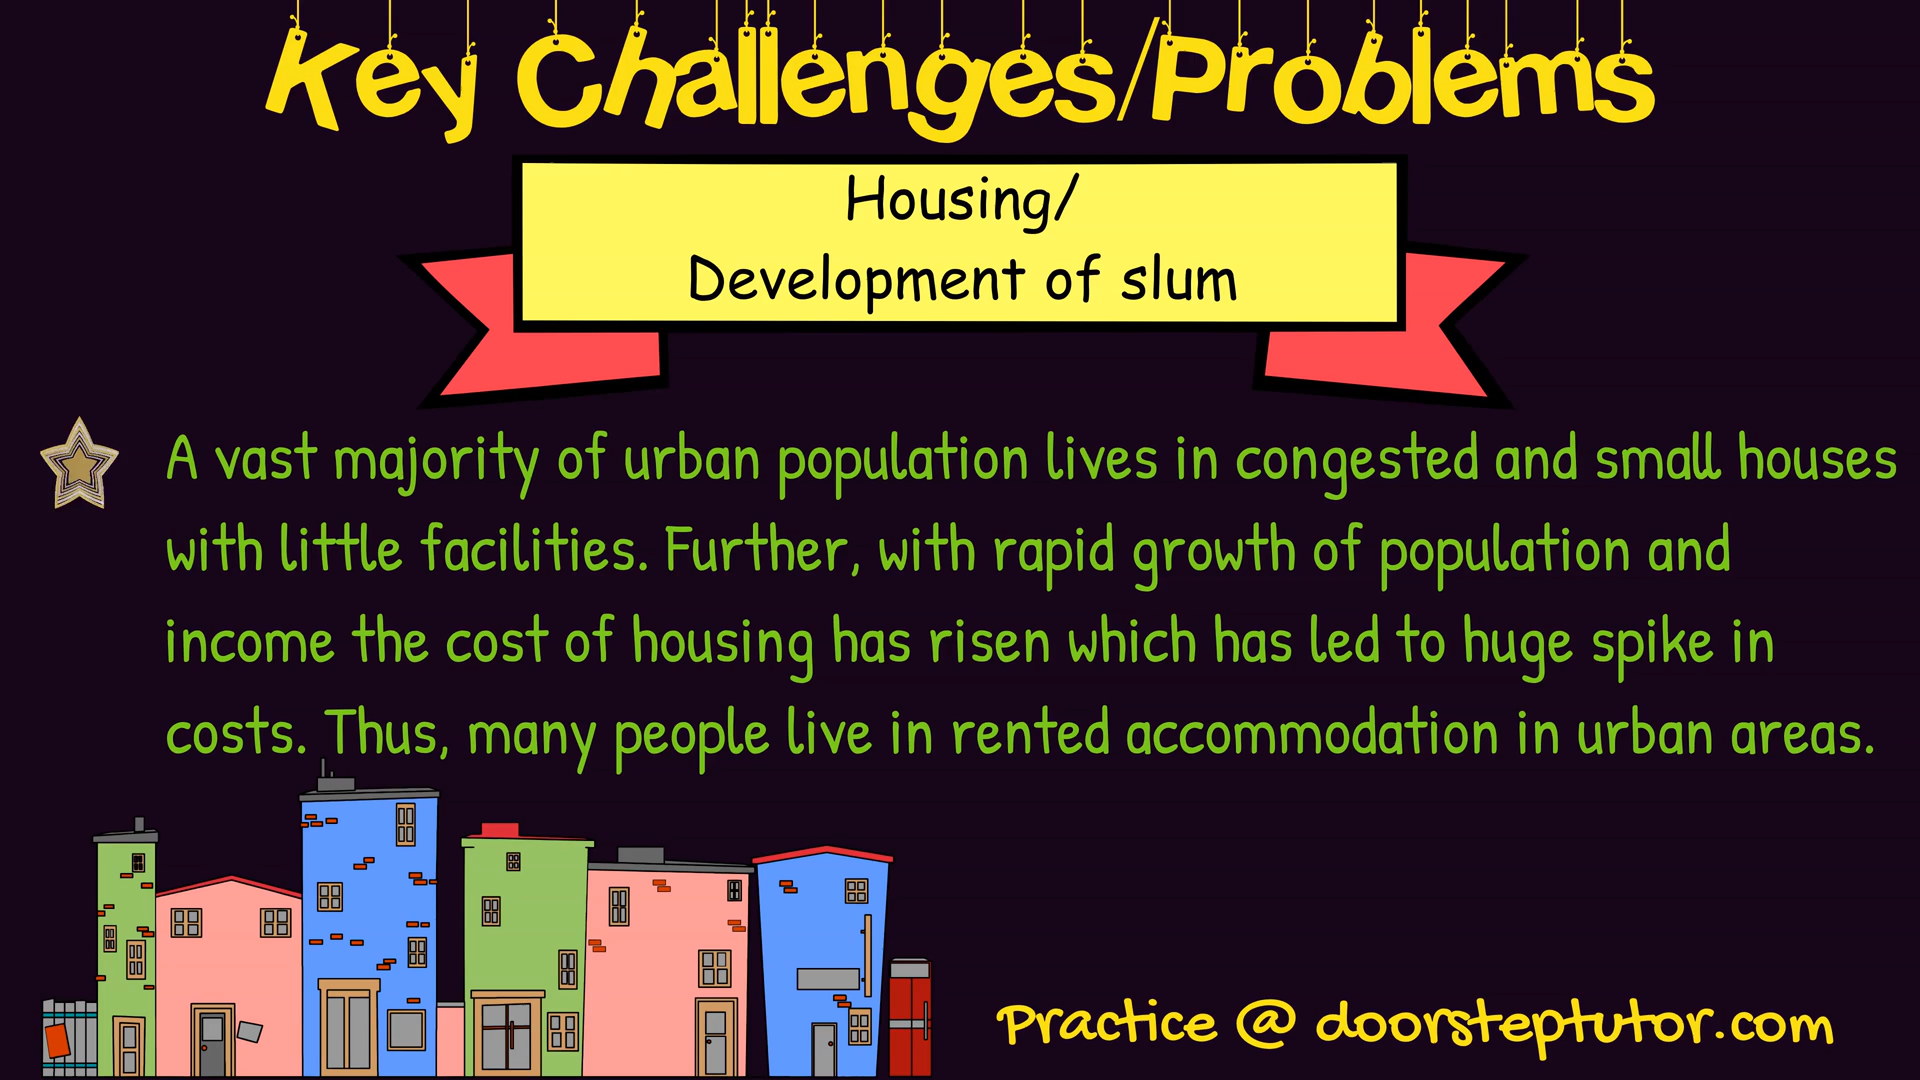 Key Challenges/Problems
Housing/
Development of slum
A vast majority of urban population lives in congested and small houses
with little facilities. Further, with rapid growth of population and
income the cost of housing has risen which has led to huge spike in
costs. Thus, many people live in rented accommodation in urban areas.
Practice @ doorsteptutor.com